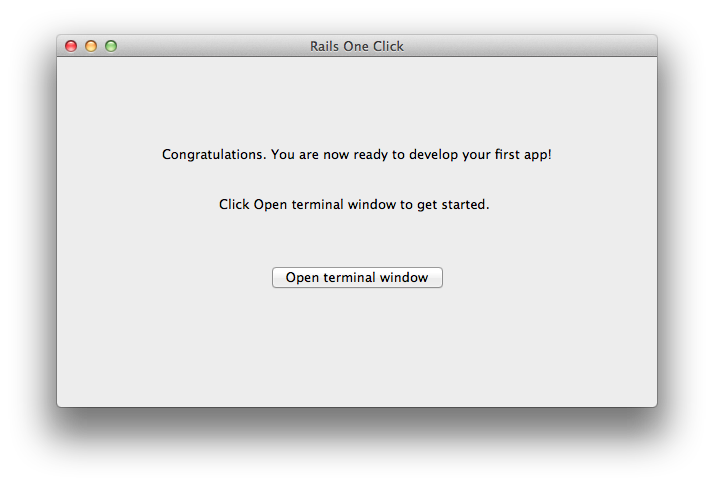 Rails One Click
Congratulations. You are now ready to develop your first app!
Click Open terminal window to get started.
Open terminal window